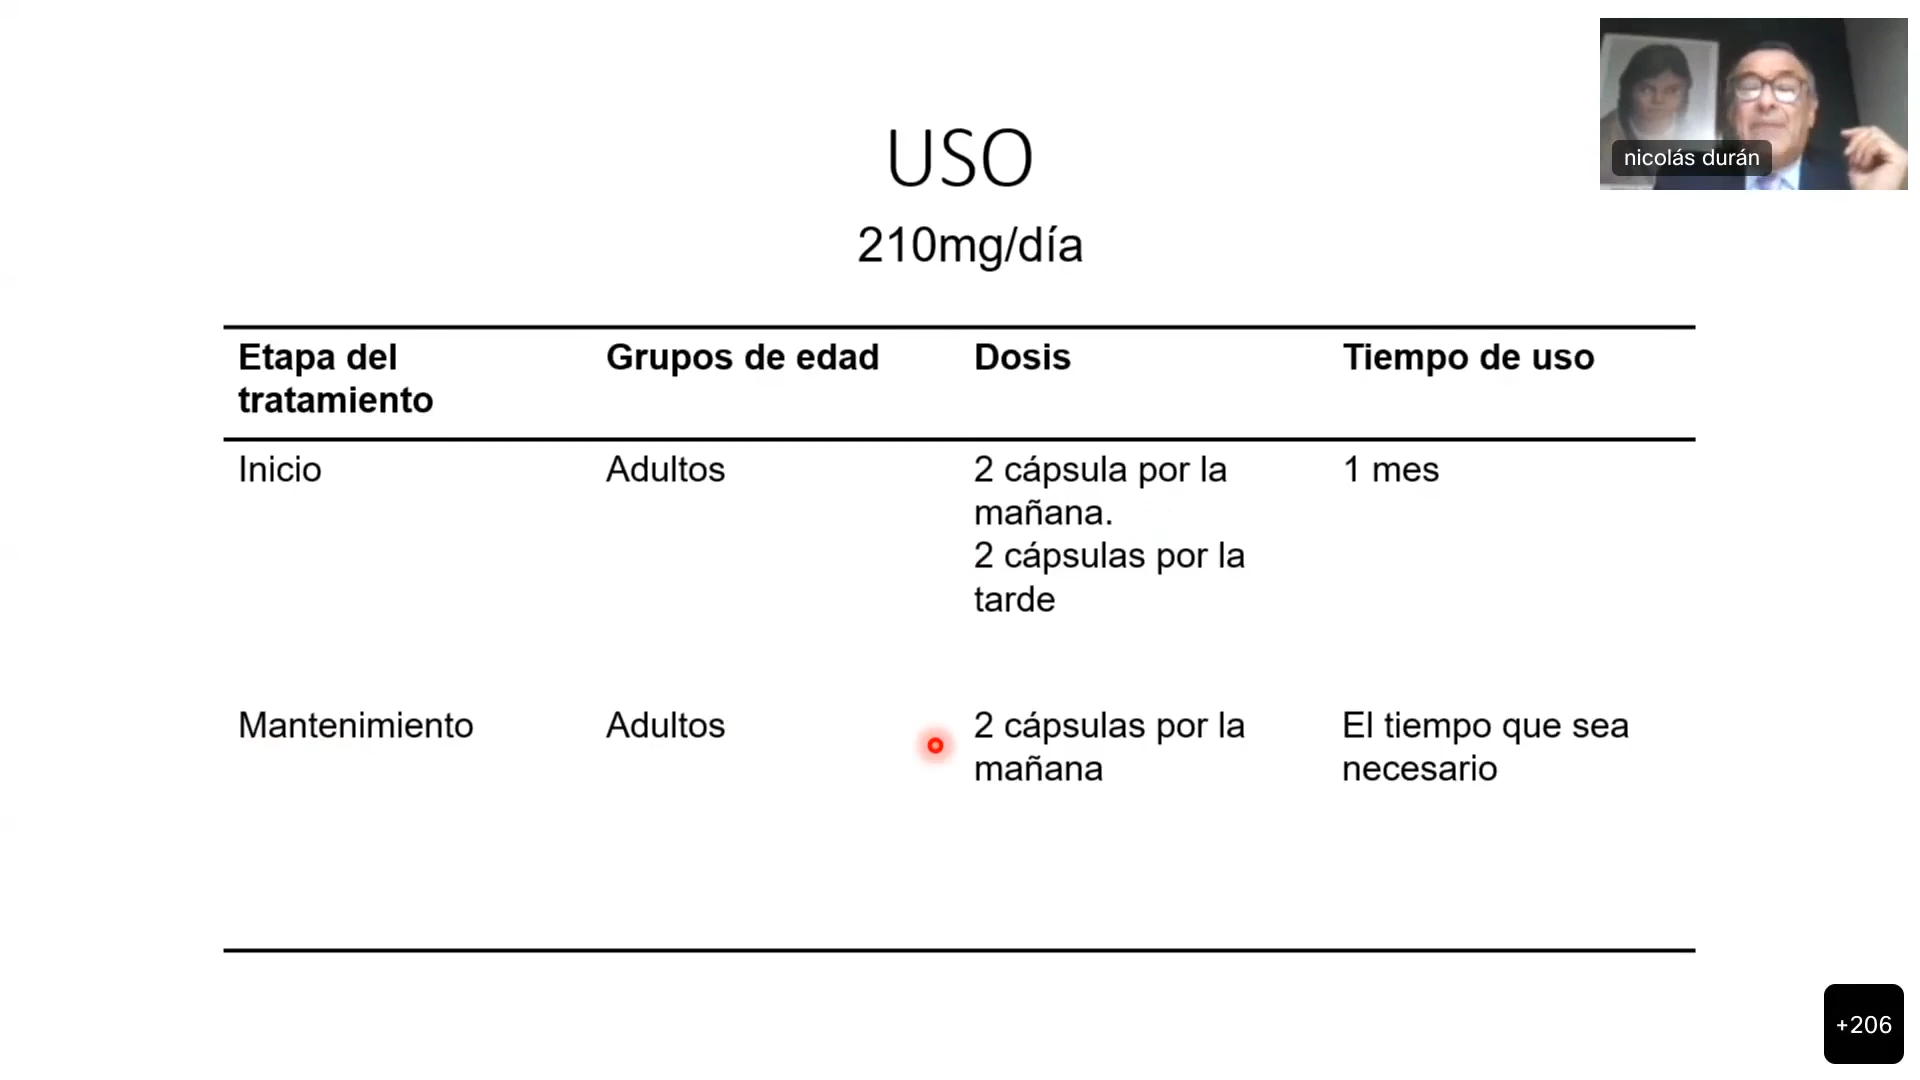 nicolás durán
USO
210mg/día
Etapa del
tratamiento
Grupos de edad
Dosis
Tiempo de uso
Inicio
Adultos
2 cápsula por la
mañana.
2 cápsulas por la
tarde
1 mes
Mantenimiento
Adultos
2 cápsulas por la
mañana
El tiempo que sea
necesario
+206